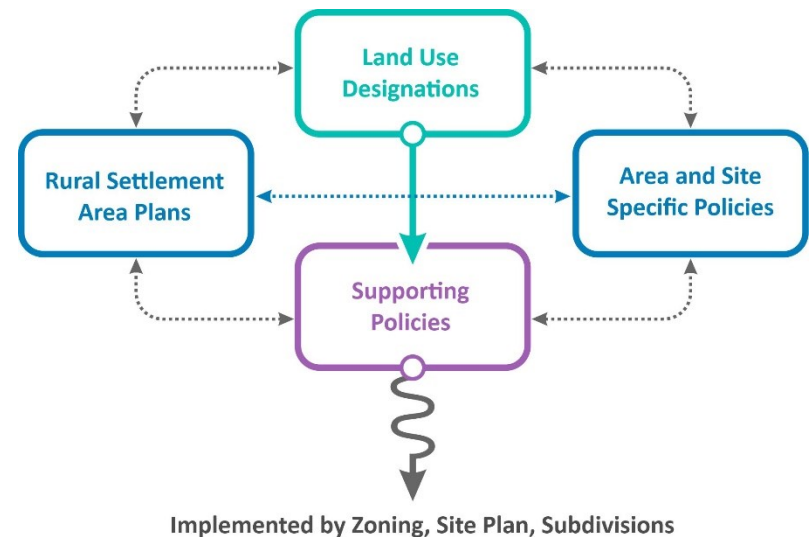 Land Use
Designations
Rural Settlement
Area Plans
Area and Site
Specific Policies
Supporting
Policies
Implemented by Zoning, Site Plan, Subdivisions